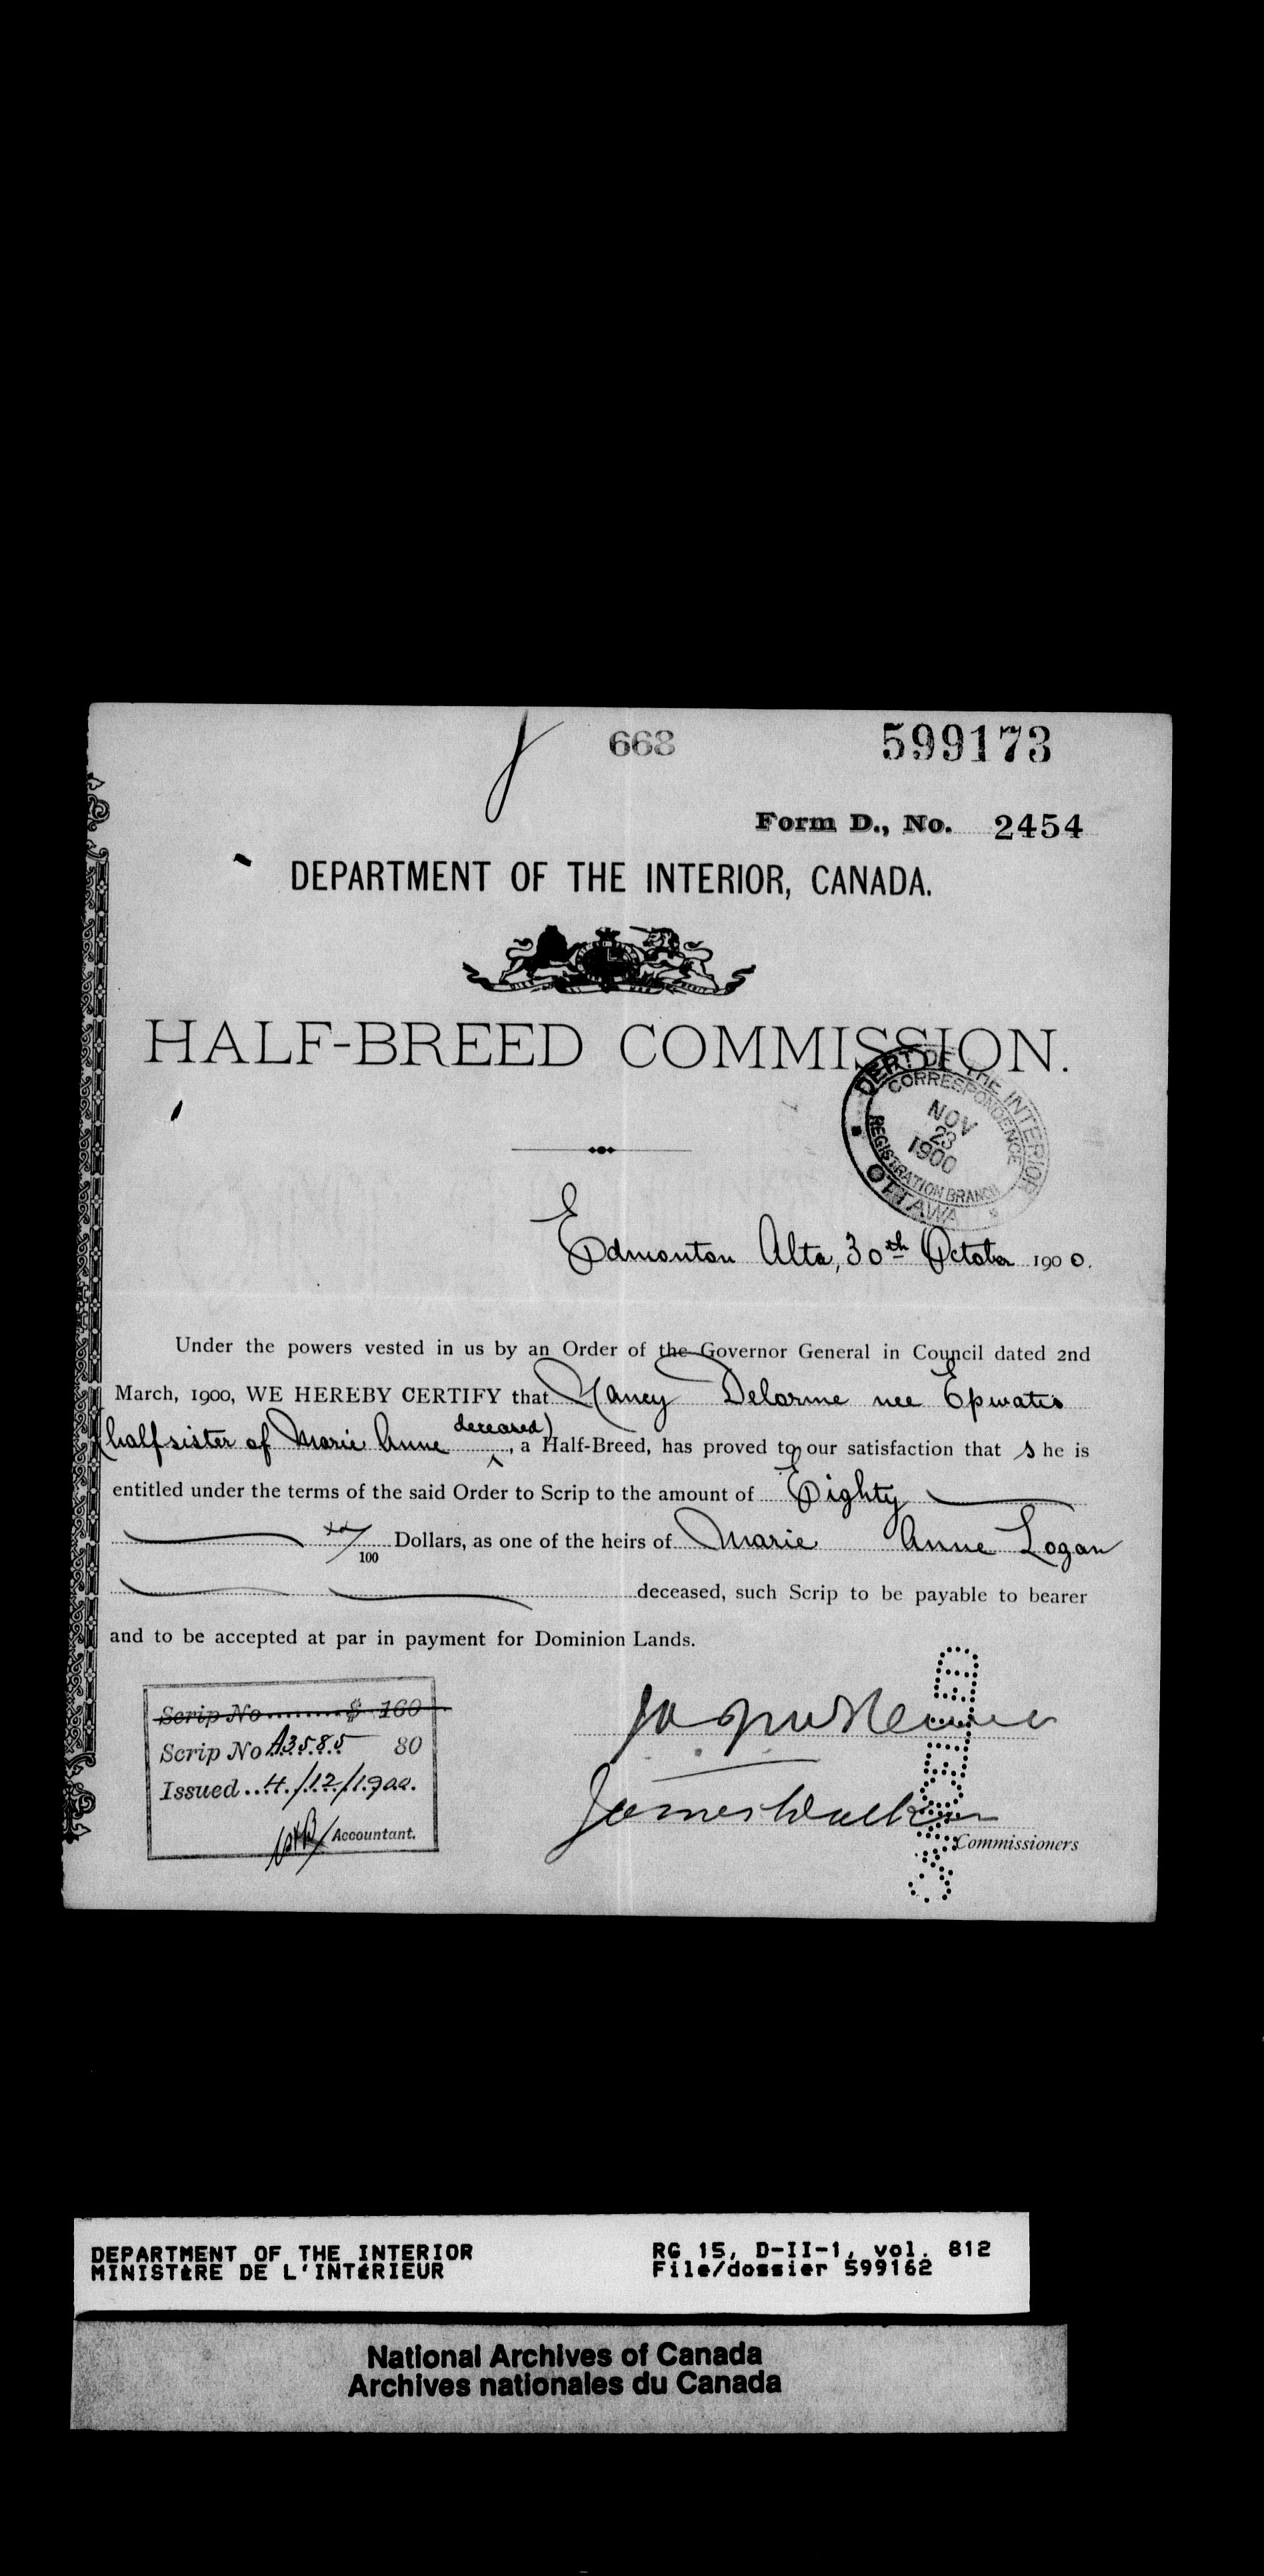 668
599173
Form D., No. 2454
DEPARTMENT OF THE INTERIOR, CANADA.
HALF-BREED COMMISSION.
DEPT. OF THE INTERIOR
CORRESPONDENCE
NOV
23
1900
REGISTRATION BRANCH
OTTAWA
Edmonton Alta, 30th October 1900.
Under the powers vested in us by an Order of the Governor General in Council dated 2nd
March, 1900, WE HEREBY CERTIFY that Nancy Delorme nee Epwatis
deceased)
(half sister of Marie Anne ^, a Half-Breed, has proved to our satisfaction that she is
entitled under the terms of the said Order to Scrip to the amount of Eighty
xx/100 Dollars, as one of the heirs of Marie Anne Logan
deceased, such Scrip to be payable to bearer
and to be accepted at par in payment for Dominion Lands.
Scrip No $ 160
Scrip No A3585 80
Issued 4/12/1900.
Accountant.
James Walker
Commissioners
DEPARTMENT OF THE INTERIOR
MINISTÈRE DE L'INTÉRIEUR
RG 15, D-II-1, vol. 812
File/dossier 599162
National Archives of Canada
Archives nationales du Canada